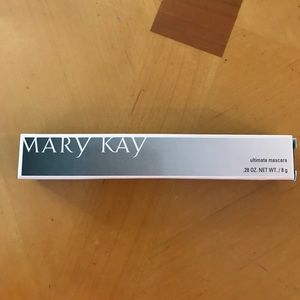 MARY KAY
ultimate mascara
.28 OZ. NET WT. / 8 g